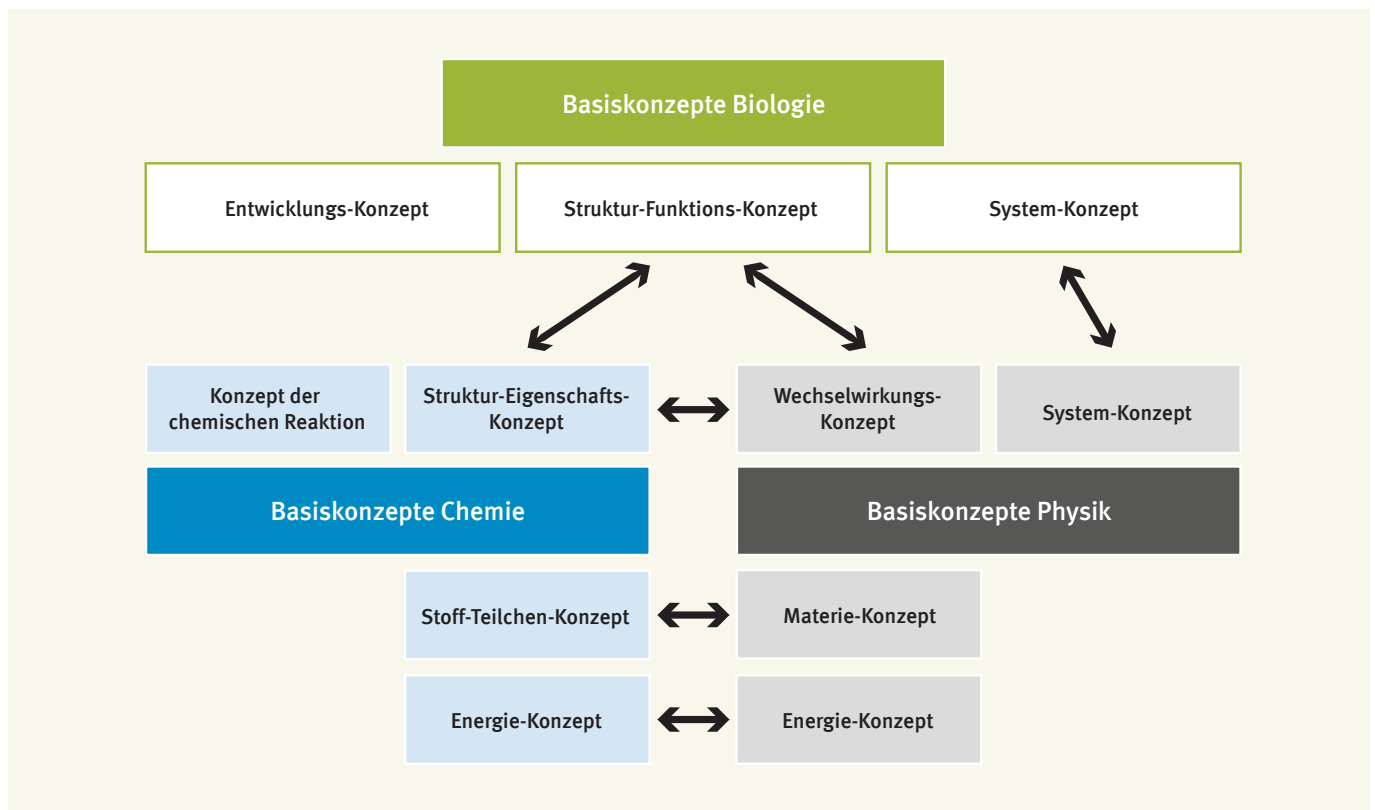 Basiskonzepte Biologie
Entwicklungs-Konzept
Struktur-Funktions-Konzept
System-Konzept
Konzept der
chemischen Reaktion
Struktur-Eigenschafts-
Konzept
Wechselwirkungs-
Konzept
System-Konzept
Basiskonzepte Chemie
Basiskonzepte Physik
Stoff-Teilchen-Konzept
Materie-Konzept
Energie-Konzept
Energie-Konzept